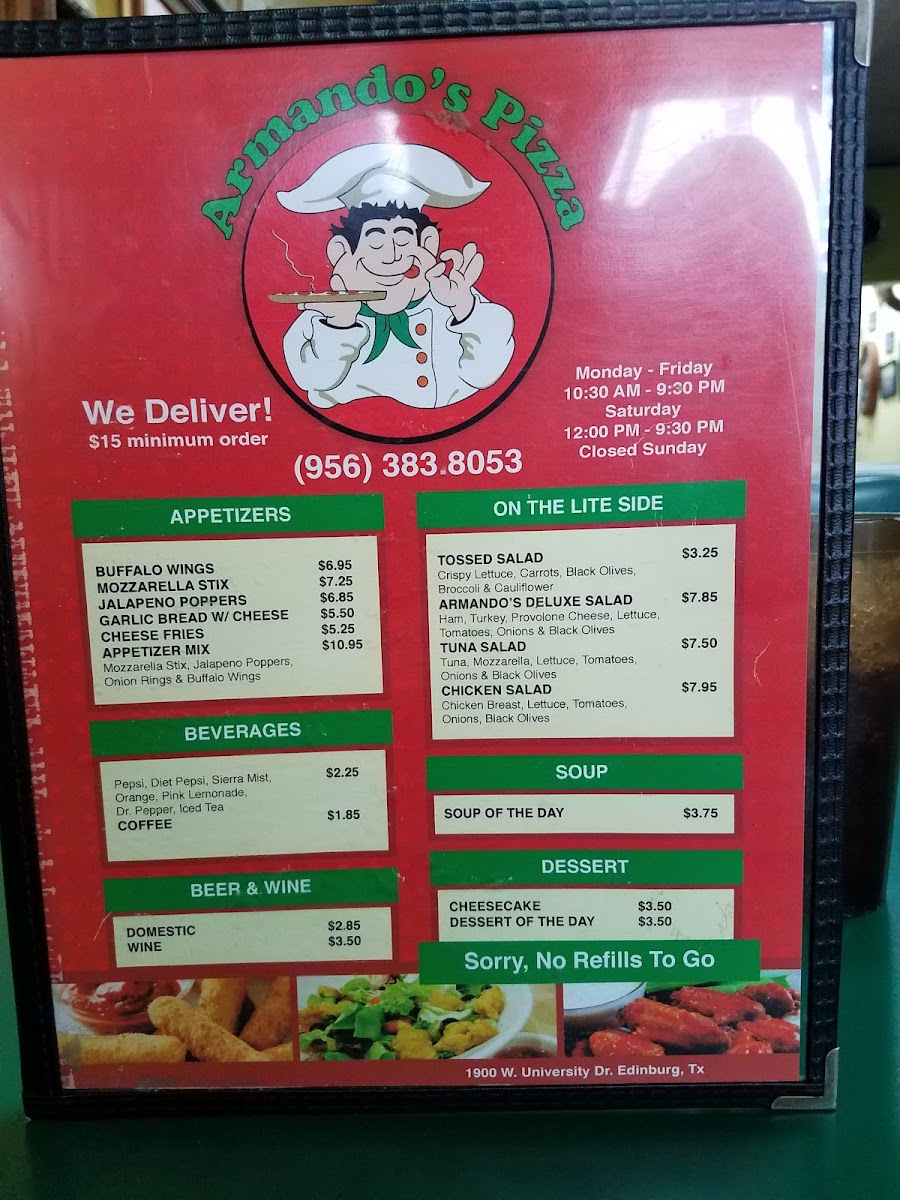 Armando's Pizza
We Deliver!
$15 minimum order
Monday - Friday
10:30 AM - 9:30 PM
Saturday
12:00 PM - 9:30 PM
Closed Sunday
(956) 383.8053
APPETIZERS
BUFFALO WINGS $6.95
MOZZARELLA STIX $7.25
JALAPENO POPPERS $6.85
GARLIC BREAD W/ CHEESE $5.50
CHEESE FRIES $5.25
APPETIZER MIX $10.95
Mozzarella Stix, Jalapeno Poppers,
Onion Rings & Buffalo Wings
BEVERAGES
Pepsi, Diet Pepsi, Sierra Mist, $2.25
Orange, Pink Lemonade,
Dr. Pepper, Iced Tea
COFFEE $1.85
BEER & WINE
DOMESTIC $2.85
WINE $3.50
ON THE LITE SIDE
TOSSED SALAD $3.25
Crispy Lettuce, Carrots, Black Olives,
Broccoli & Cauliflower
ARMANDO'S DELUXE SALAD $7.85
Ham, Turkey, Provolone Cheese, Lettuce,
Tomatoes, Onions & Black Olives
TUNA SALAD $7.50
Tuna, Mozzarella, Lettuce, Tomatoes,
Onions & Black Olives
CHICKEN SALAD $7.95
Chicken Breast, Lettuce, Tomatoes,
Onions, Black Olives
SOUP
SOUP OF THE DAY $3.75
DESSERT
CHEESECAKE $3.50
DESSERT OF THE DAY $3.50
Sorry, No Refills To Go
1900 W. University Dr. Edinburg, Tx